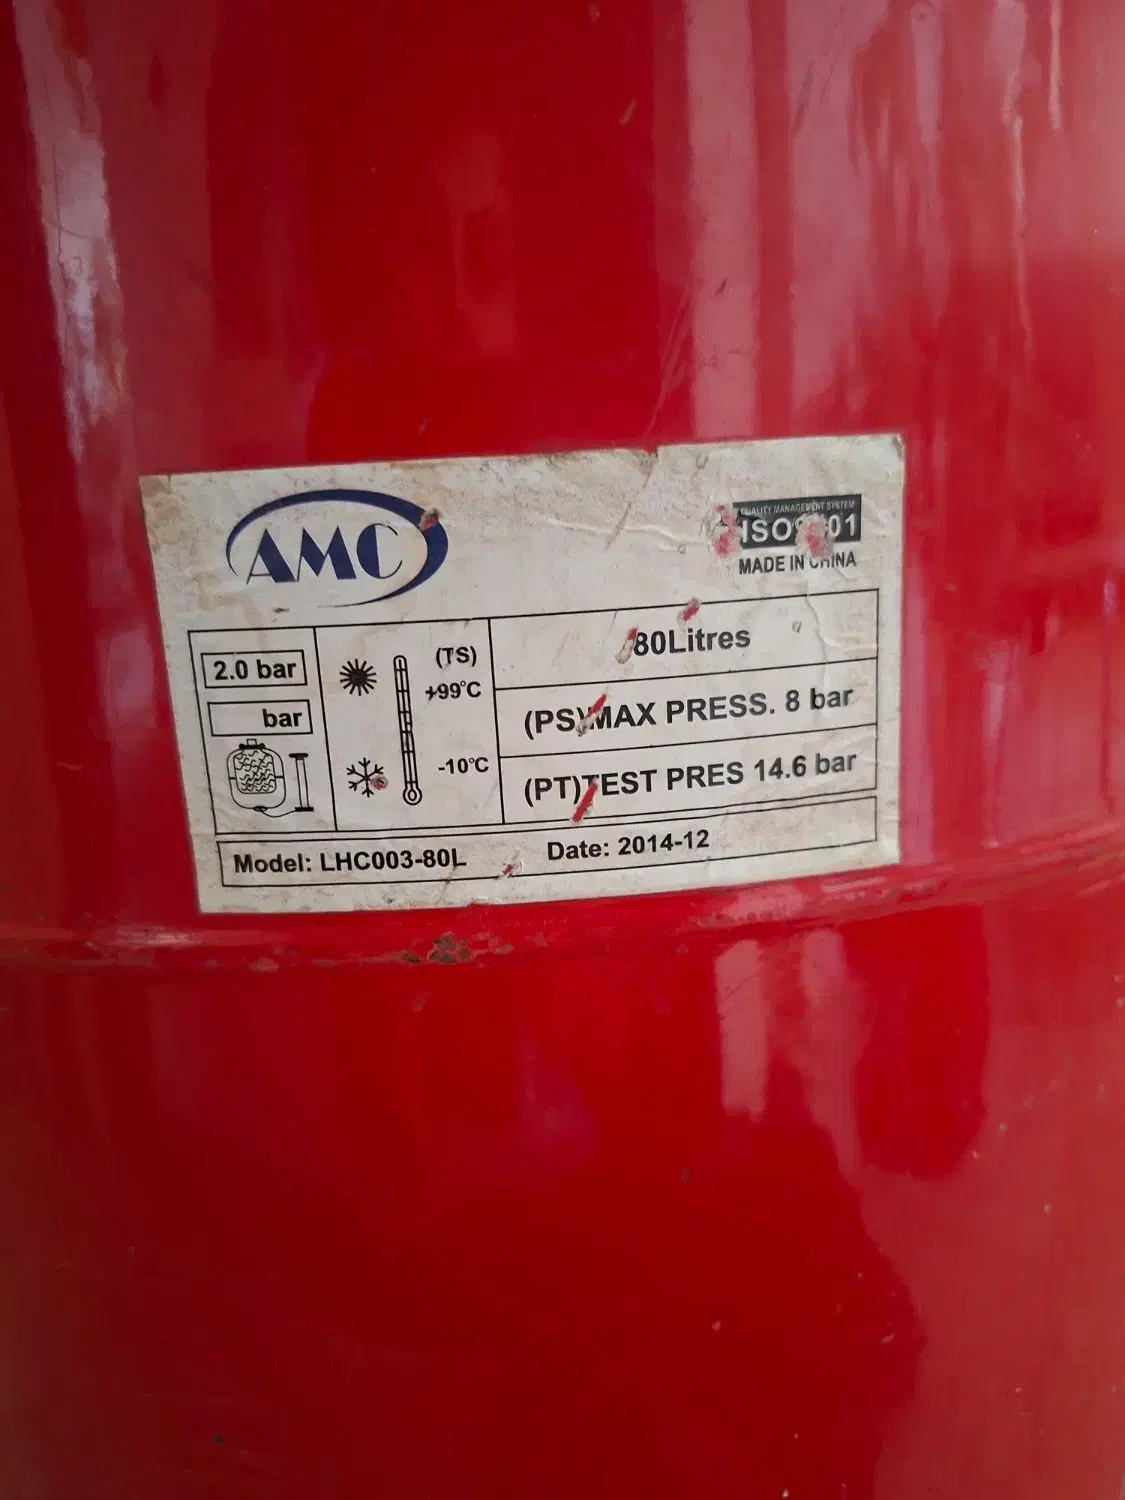 AMC
QUALITY MANAGEMENT SYSTEM
MADE IN CHINA
2.0 bar
bar
(TS)
+99°C
-10°C
80Litres
(PS)MAX PRESS. 8 bar
(PT)TEST PRES 14.6 bar
Model: LHC003-80L
Date: 2014-12